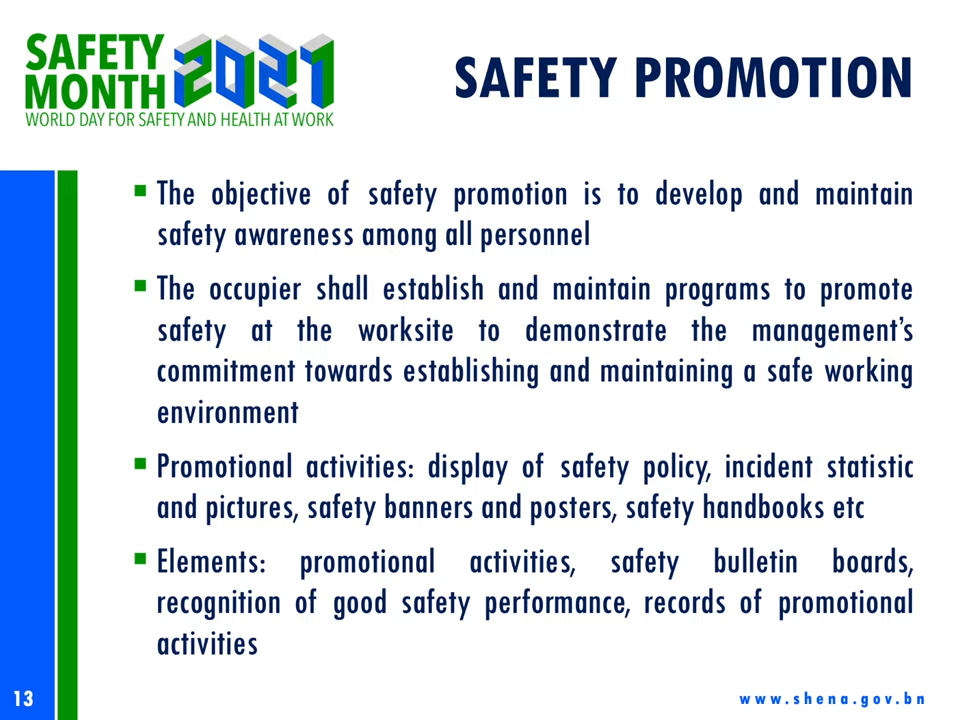 SAFETY
MONTH 2021
WORLD DAY FOR SAFETY AND HEALTH AT WORK
SAFETY PROMOTION
▪ The objective of safety promotion is to develop and maintain
safety awareness among all personnel
▪ The occupier shall establish and maintain programs to promote
safety at the worksite to demonstrate the management’s
commitment towards establishing and maintaining a safe working
environment
▪ Promotional activities: display of safety policy, incident statistic
and pictures, safety banners and posters, safety handbooks etc
▪ Elements: promotional activities, safety bulletin boards,
recognition of good safety performance, records of promotional
activities
13
www.shena.gov.bn